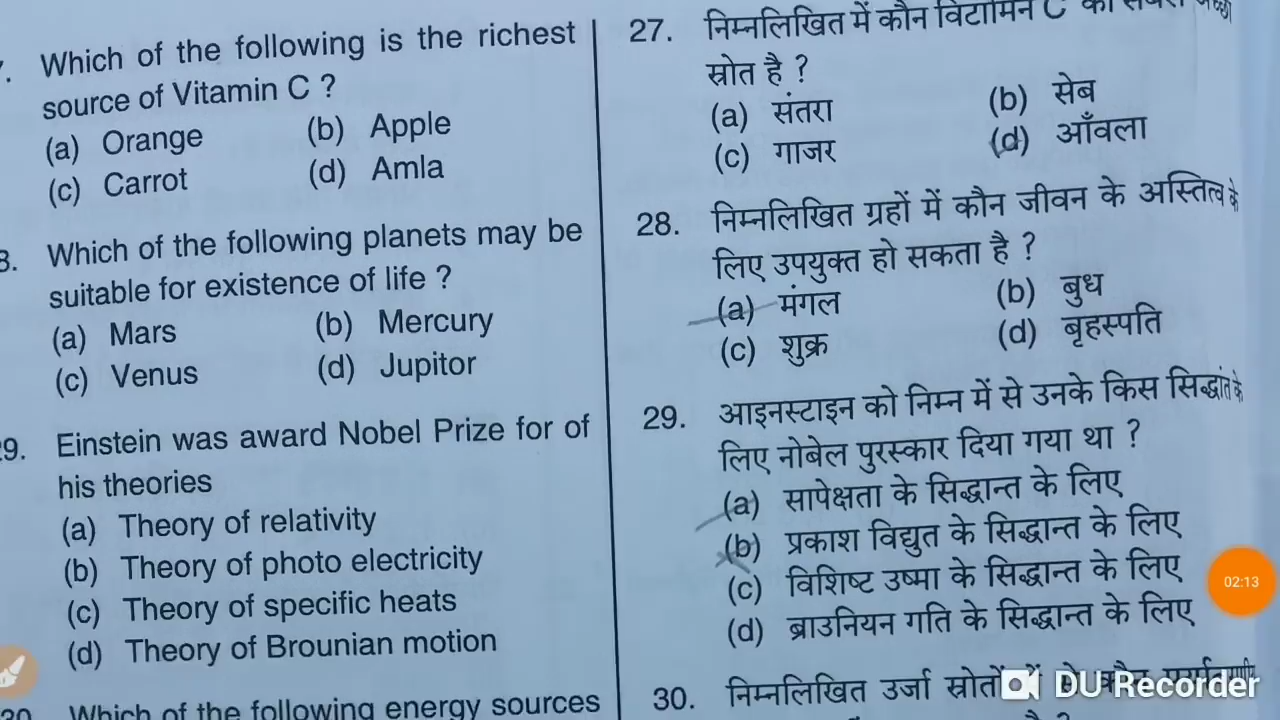 Which of the following is the richest
source of Vitamin C ?
(a) Orange (b) Apple
(c) Carrot (d) Amla
Which of the following planets may be
suitable for existence of life ?
(a) Mars (b) Mercury
(c) Venus (d) Jupitor
Einstein was award Nobel Prize for of
his theories
(a) Theory of relativity
(b) Theory of photo electricity
(c) Theory of specific heats
(d) Theory of Brounian motion
Which of the following energy sources
27. निम्नलिखित में कौन विटामिन C का
स्रोत है ?
(a) संतरा (b) सेब
(c) गाजर (d) आँवला
28. निम्नलिखित ग्रहों में कौन जीवन के अस्तित्व के
लिए उपयुक्त हो सकता है ?
(a) मंगल (b) बुध
(c) शुक्र (d) बृहस्पति
29. आइनस्टाइन को निम्न में से उनके किस सिद्धांत के
लिए नोबेल पुरस्कार दिया गया था ?
(a) सापेक्षता के सिद्धान्त के लिए
(b) प्रकाश विद्युत के सिद्धान्त के लिए
(c) विशिष्ट उष्मा के सिद्धान्त के लिए
(d) ब्राउनियन गति के सिद्धान्त के लिए
30. निम्नलिखित उर्जा स्रोतों
02:13
DU Recorder